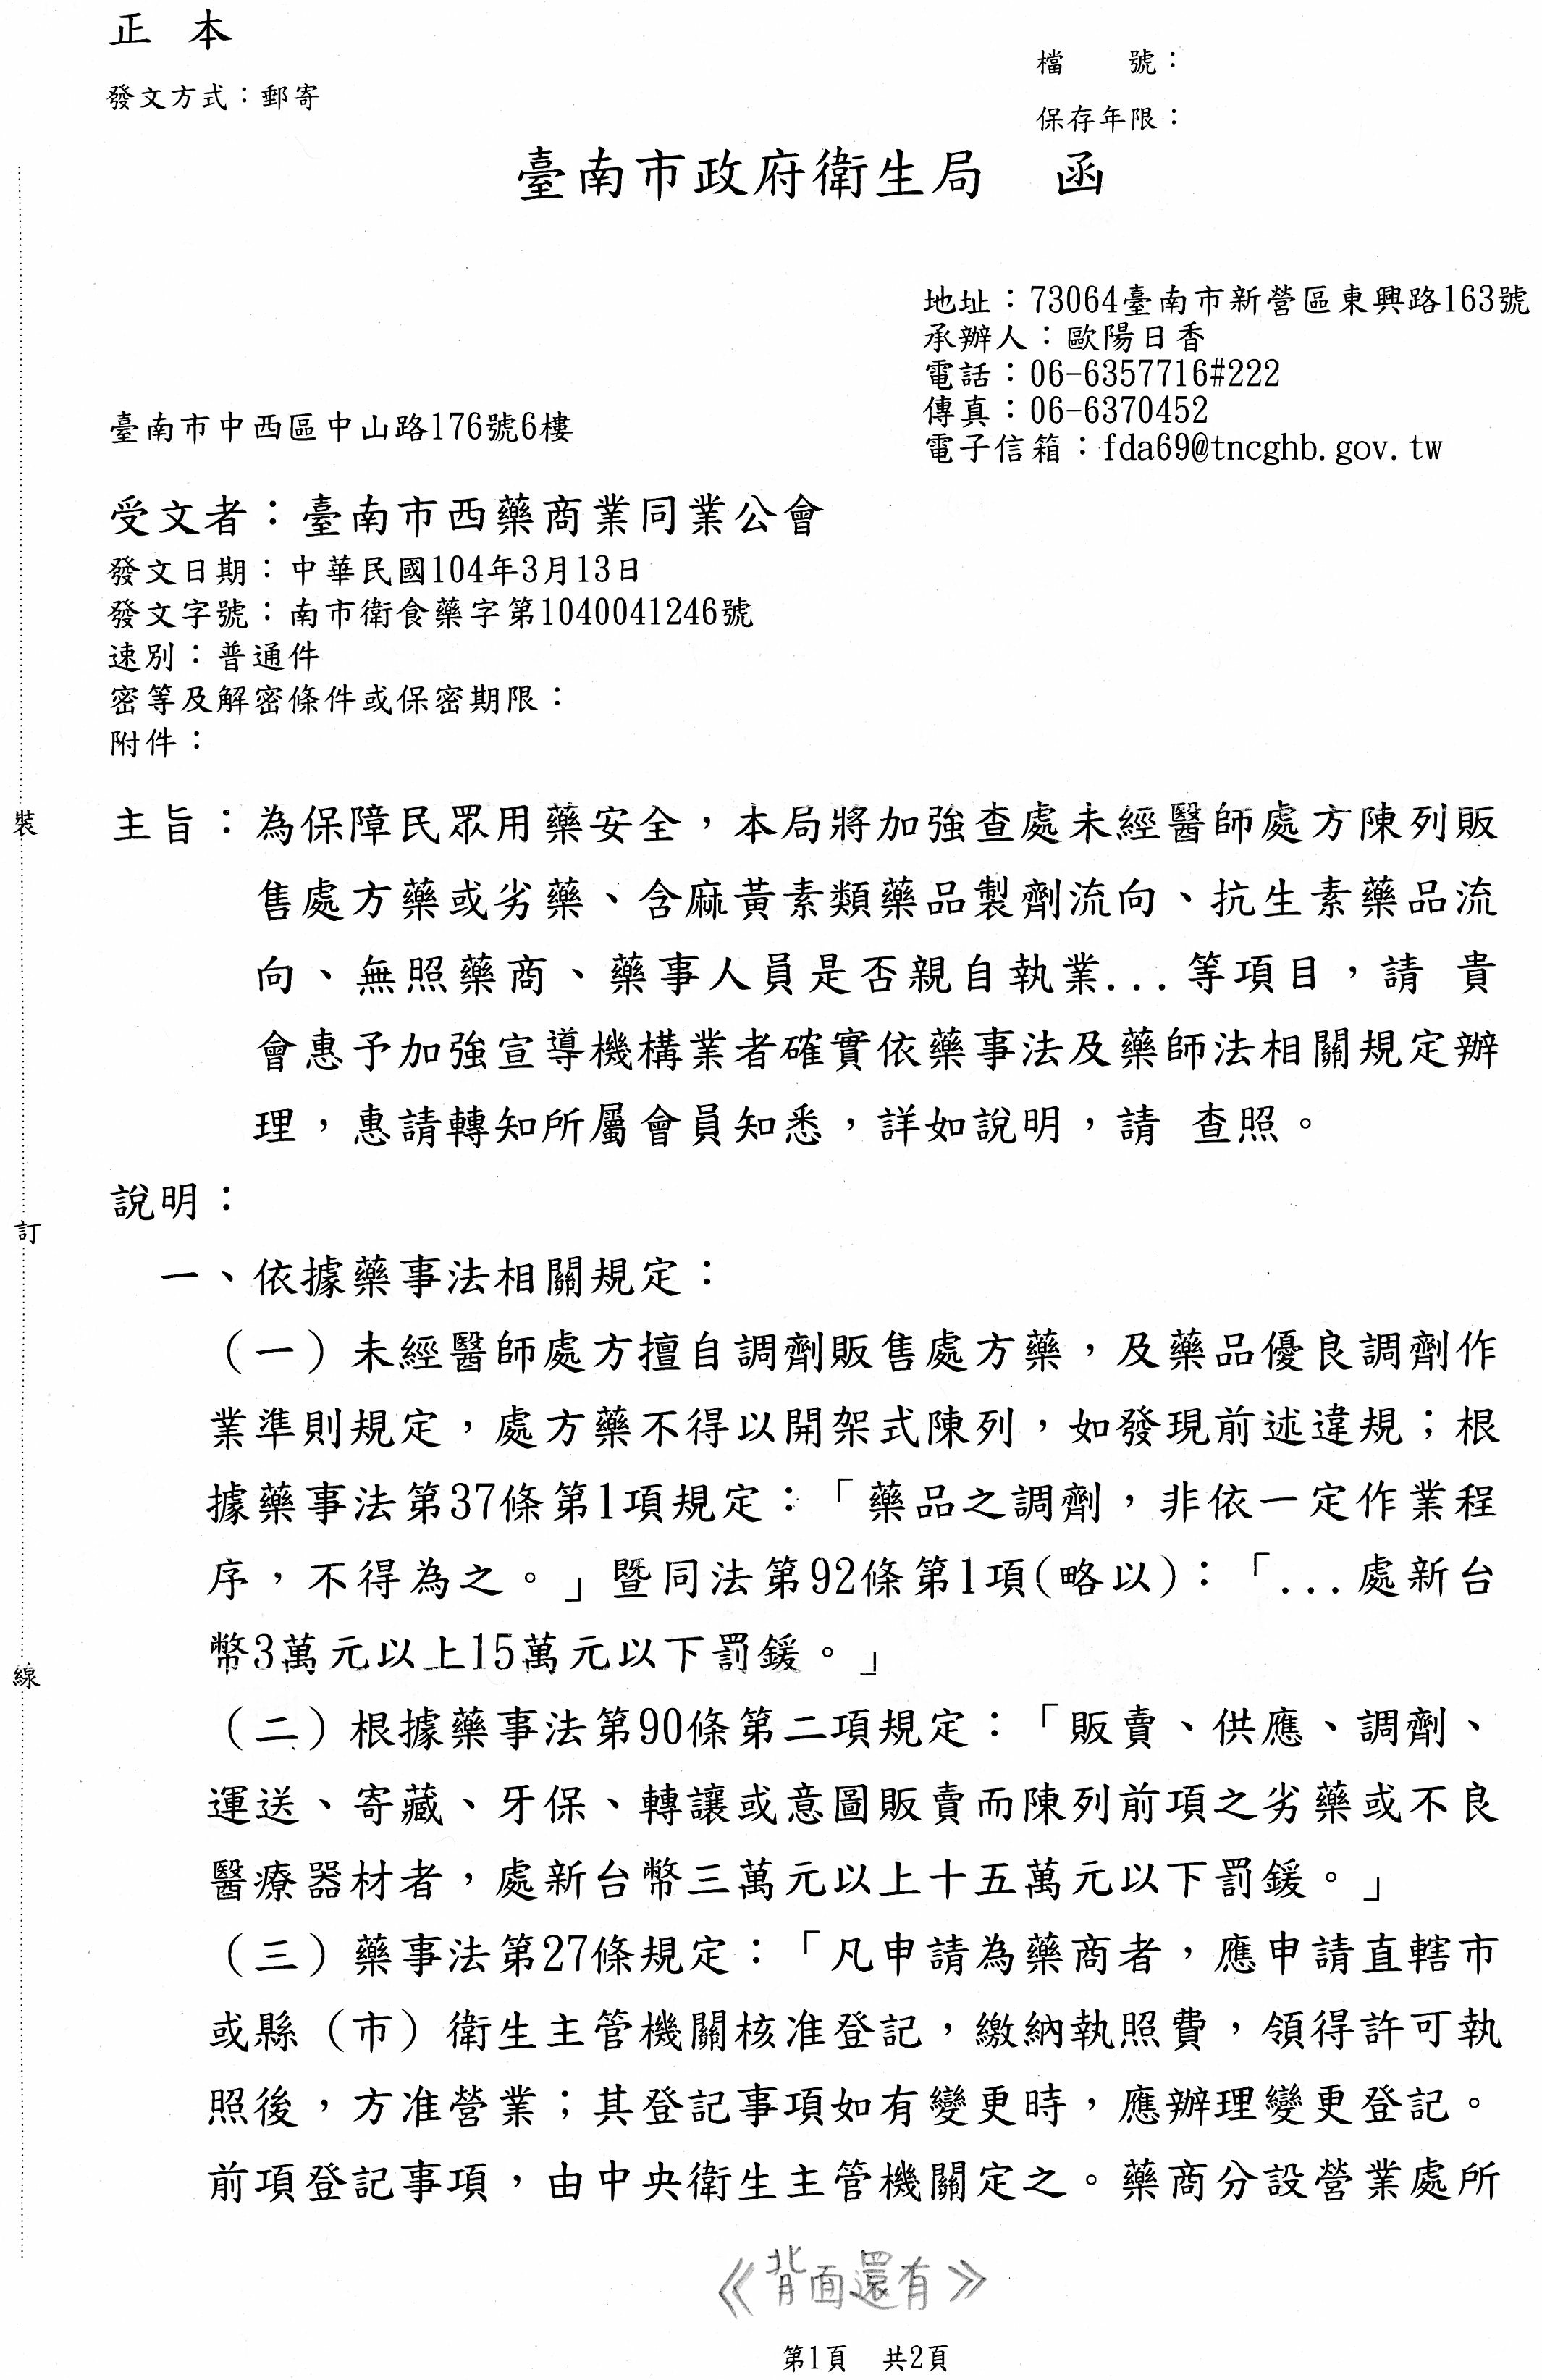 正　本
發文方式：郵寄
檔　　號：
保存年限：
臺南市政府衛生局　函
地址：73064臺南市新營區東興路163號
承辦人：歐陽日香
電話：06-6357716#222
傳真：06-6370452
電子信箱：fda69@tncghb.gov.tw
臺南市中西區中山路176號6樓
受文者：臺南市西藥商業同業公會
發文日期：中華民國104年3月13日
發文字號：南市衛食藥字第1040041246號
速別：普通件
密等及解密條件或保密期限：
附件：
主旨：為保障民眾用藥安全，本局將加強查處未經醫師處方陳列販
售處方藥或劣藥、含麻黃素類藥品製劑流向、抗生素藥品流
向、無照藥商、藥事人員是否親自執業...等項目，請 貴
會惠予加強宣導機構業者確實依藥事法及藥師法相關規定辦
理，惠請轉知所屬會員知悉，詳如說明，請 查照。
說明：
一、依據藥事法相關規定：
（一）未經醫師處方擅自調劑販售處方藥，及藥品優良調劑作
業準則規定，處方藥不得以開架式陳列，如發現前述違規；根
據藥事法第37條第1項規定：「藥品之調劑，非依一定作業程
序，不得為之。」暨同法第92條第1項(略以)：「...處新台
幣3萬元以上15萬元以下罰鍰。」
（二）根據藥事法第90條第二項規定：「販賣、供應、調劑、
運送、寄藏、牙保、轉讓或意圖販賣而陳列前項之劣藥或不良
醫療器材者，處新台幣三萬元以上十五萬元以下罰鍰。」
（三）藥事法第27條規定：「凡申請為藥商者，應申請直轄市
或縣（市）衛生主管機關核准登記，繳納執照費，領得許可執
照後，方准營業；其登記事項如有變更時，應辦理變更登記。
前項登記事項，由中央衛生主管機關定之。藥商分設營業處所
裝
訂
線
《背面還有》
第1頁　共2頁